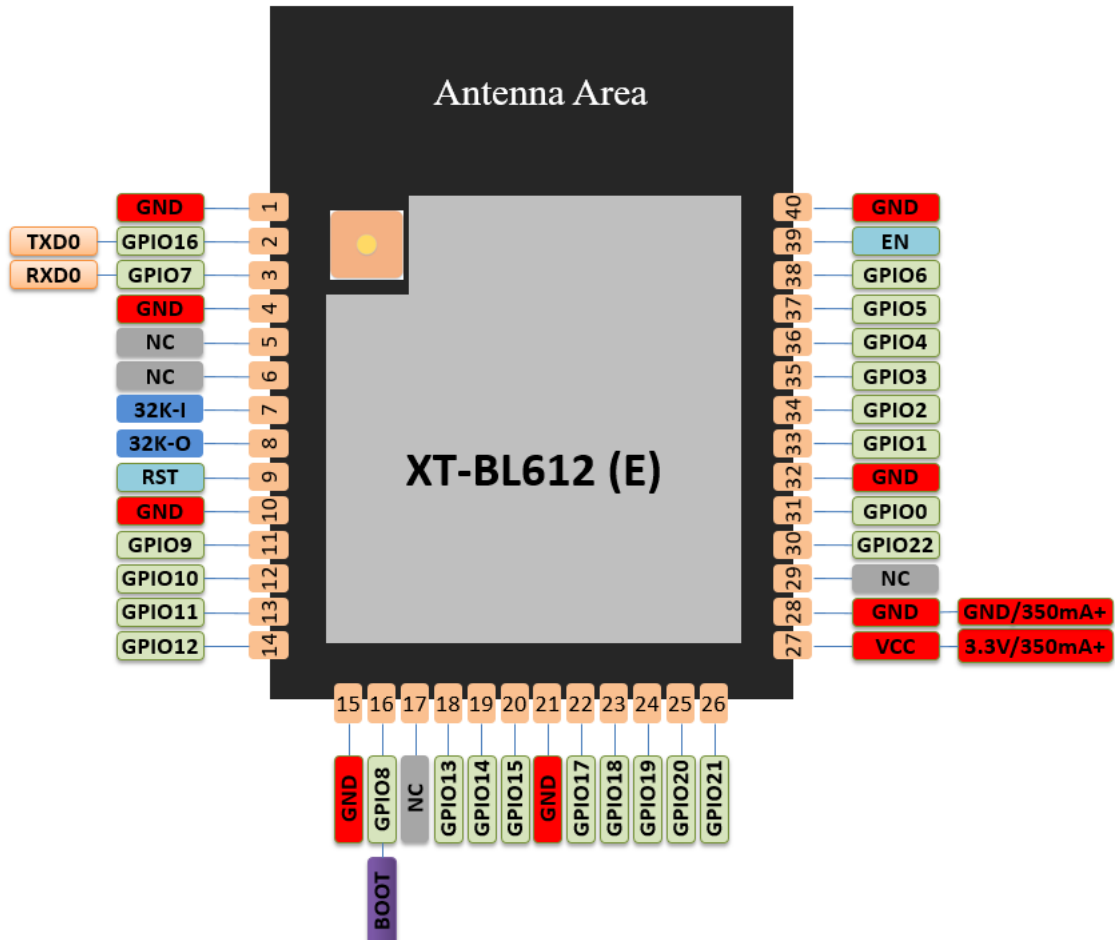 Antenna Area
GND 1
TXD0 GPIO16 2
RXD0 GPIO7 3
GND 4
NC 5
NC 6
32K-I 7
32K-O 8
RST 9
GND 10
GPIO9 11
GPIO10 12
GPIO11 13
GPIO12 14
XT-BL612 (E)
40 GND
39 EN
38 GPIO6
37 GPIO5
36 GPIO4
35 GPIO3
34 GPIO2
33 GPIO1
32 GND
31 GPIO0
30 GPIO22
29 NC
28 GND GND/350mA+
27 VCC 3.3V/350mA+
15 16 17 18 19 20 21 22 23 24 25 26
GND GPIO8 NC GPIO13 GPIO14 GPIO15 GND GPIO17 GPIO18 GPIO19 GPIO20 GPIO21
BOOT